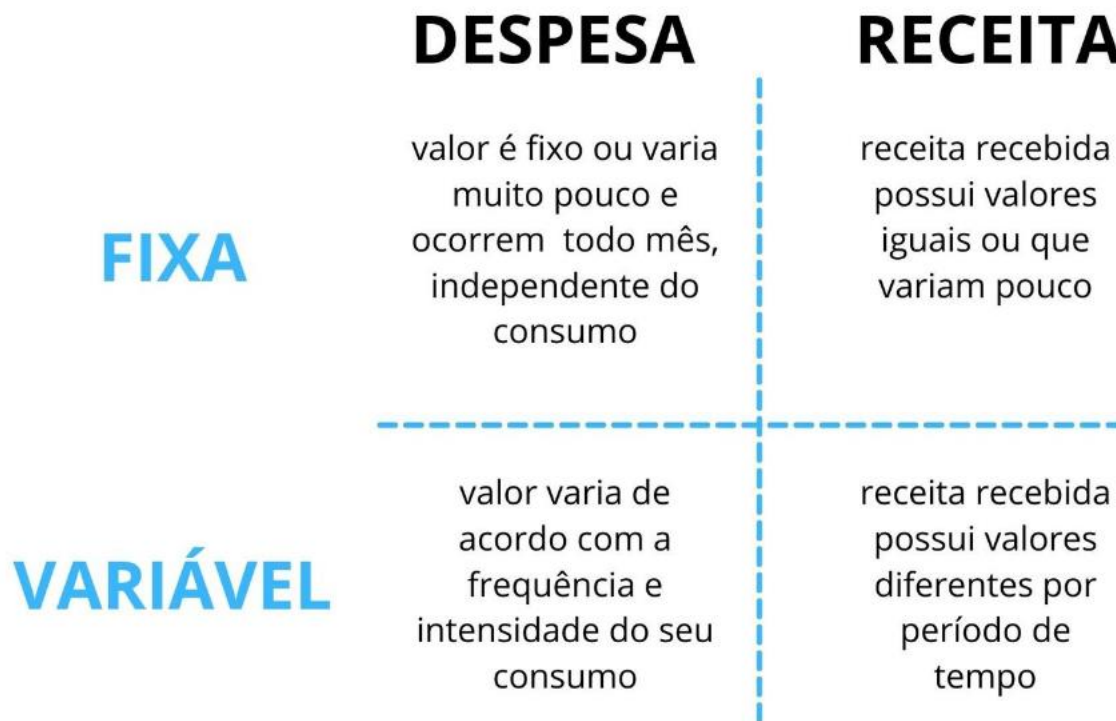 DESPESA
RECEITA
FIXA
valor é fixo ou varia
muito pouco e
ocorrem  todo mês,
independente do
consumo
receita recebida
possui valores
iguais ou que
variam pouco
VARIÁVEL
valor varia de
acordo com a
frequência e
intensidade do seu
consumo
receita recebida
possui valores
diferentes por
período de
tempo